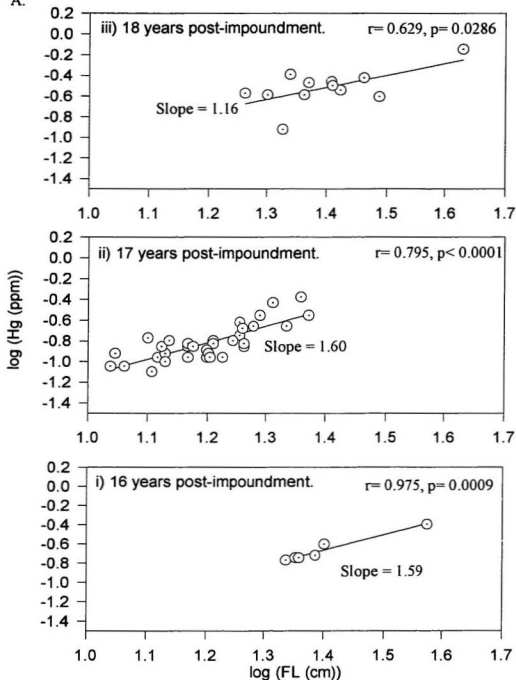 A.
iii) 18 years post-impoundment. r= 0.629, p= 0.0286
0.2
0.0
-0.2
-0.4
-0.6
-0.8
-1.0
-1.2
-1.4
Slope = 1.16
1.0 1.1 1.2 1.3 1.4 1.5 1.6 1.7
log (Hg (ppm))
ii) 17 years post-impoundment. r= 0.795, p< 0.0001
0.2
0.0
-0.2
-0.4
-0.6
-0.8
-1.0
-1.2
-1.4
Slope = 1.60
1.0 1.1 1.2 1.3 1.4 1.5 1.6 1.7
i) 16 years post-impoundment. r= 0.975, p= 0.0009
0.2
0.0
-0.2
-0.4
-0.6
-0.8
-1.0
-1.2
-1.4
Slope = 1.59
1.0 1.1 1.2 1.3 1.4 1.5 1.6 1.7
log (FL (cm))